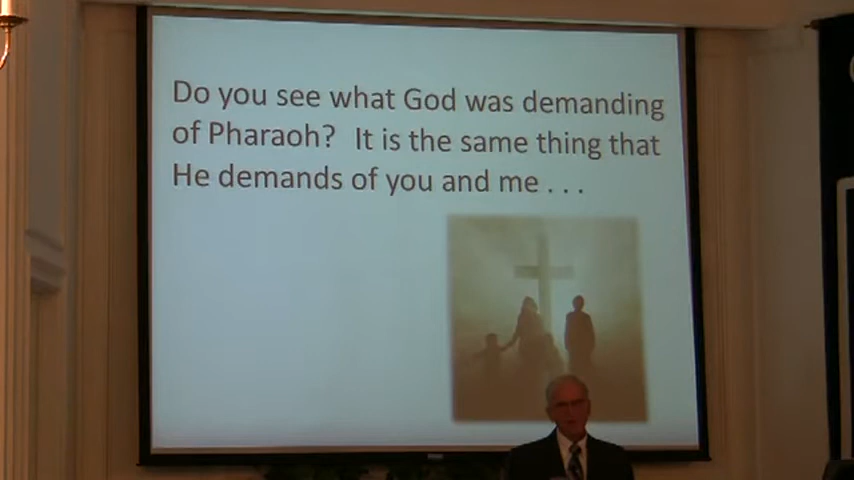 Do you see what God was demanding
of Pharaoh? It is the same thing that
He demands of you and me . . .